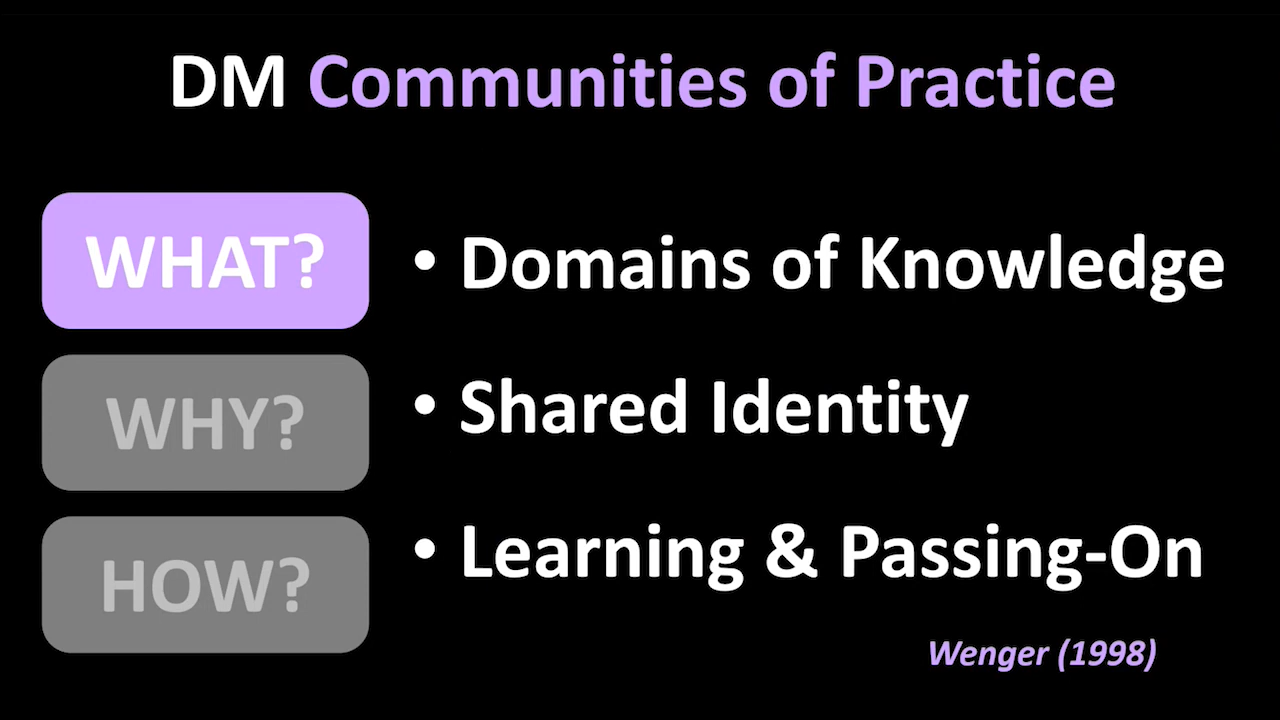 DM Communities of Practice
WHAT?
• Domains of Knowledge
WHY?
• Shared Identity
HOW?
• Learning & Passing-On
Wenger (1998)